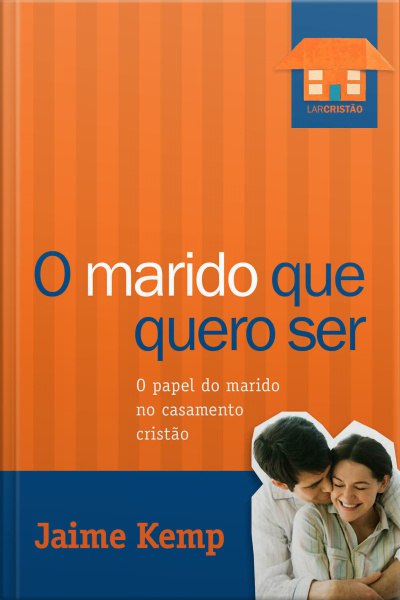 LARCRISTÃO
O marido que
quero ser
O papel do marido
no casamento
cristão
Jaime Kemp